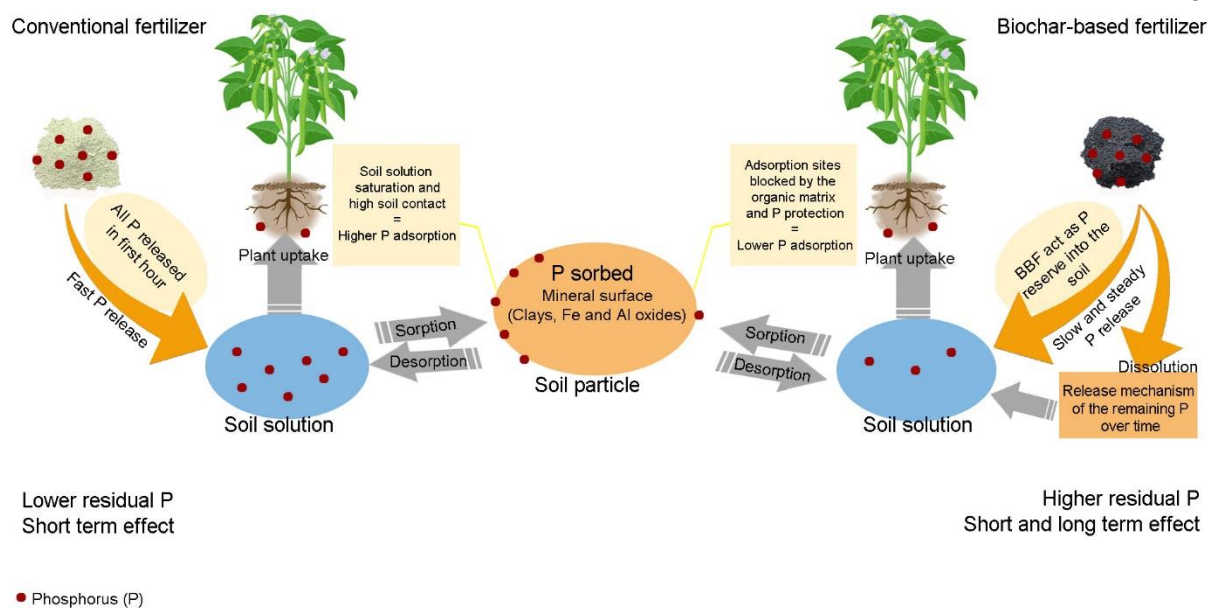 Conventional fertilizer
Biochar-based fertilizer
All P released
in first hour
Fast P release
Plant uptake
Soil solution
saturation and
high soil contact
=
Higher P adsorption
Sorption
Desorption
Soil solution
P sorbed
Mineral surface
(Clays, Fe and Al oxides)
Soil particle
Adsorption sites
blocked by the
organic matrix
and P protection
=
Lower P adsorption
Plant uptake
Sorption
Desorption
Soil solution
BBF act as P
reserve into the
soil
Slow and steady
P release
Dissolution
Release mechanism
of the remaining P
over time
Lower residual P
Short term effect
Higher residual P
Short and long term effect
Phosphorus (P)